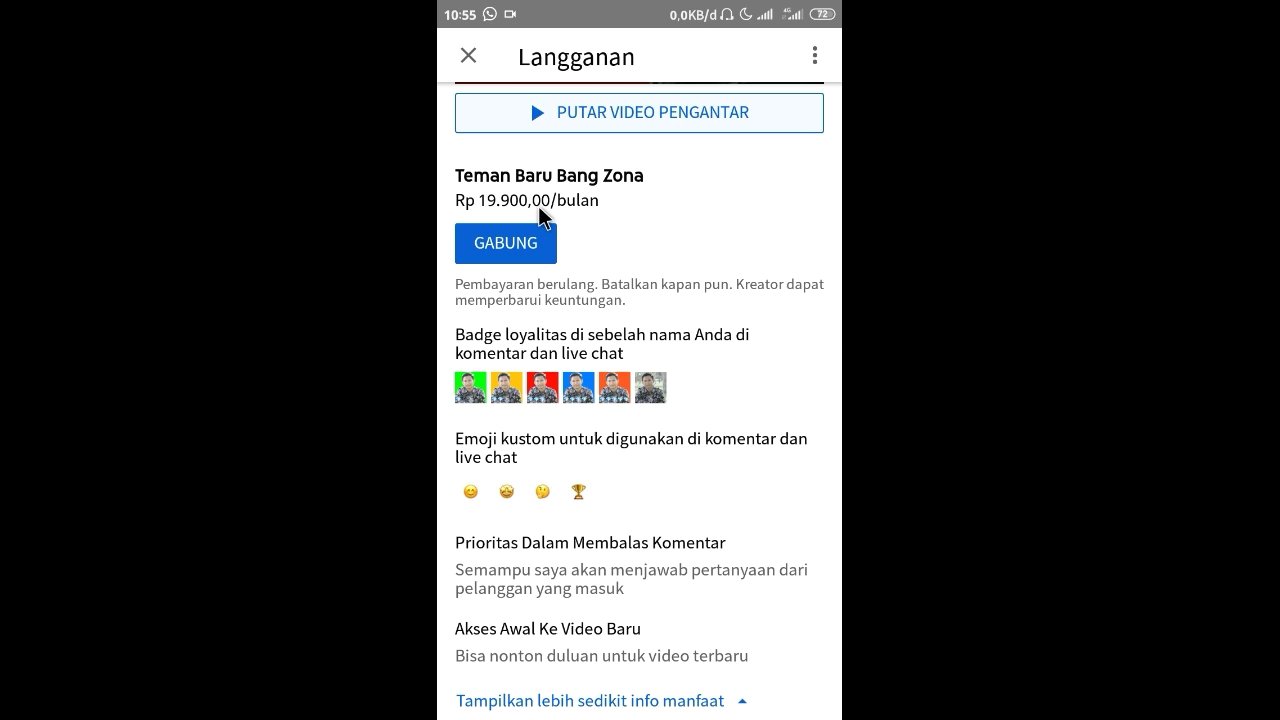 10:55 0,0KB/d 4G 72
Langganan
PUTAR VIDEO PENGANTAR
Teman Baru Bang Zona
Rp 19.900,00/bulan
GABUNG
Pembayaran berulang. Batalkan kapan pun. Kreator dapat
memperbarui keuntungan.
Badge loyalitas di sebelah nama Anda di
komentar dan live chat
Emoji kustom untuk digunakan di komentar dan
live chat
Prioritas Dalam Membalas Komentar
Semampu saya akan menjawab pertanyaan dari
pelanggan yang masuk
Akses Awal Ke Video Baru
Bisa nonton duluan untuk video terbaru
Tampilkan lebih sedikit info manfaat